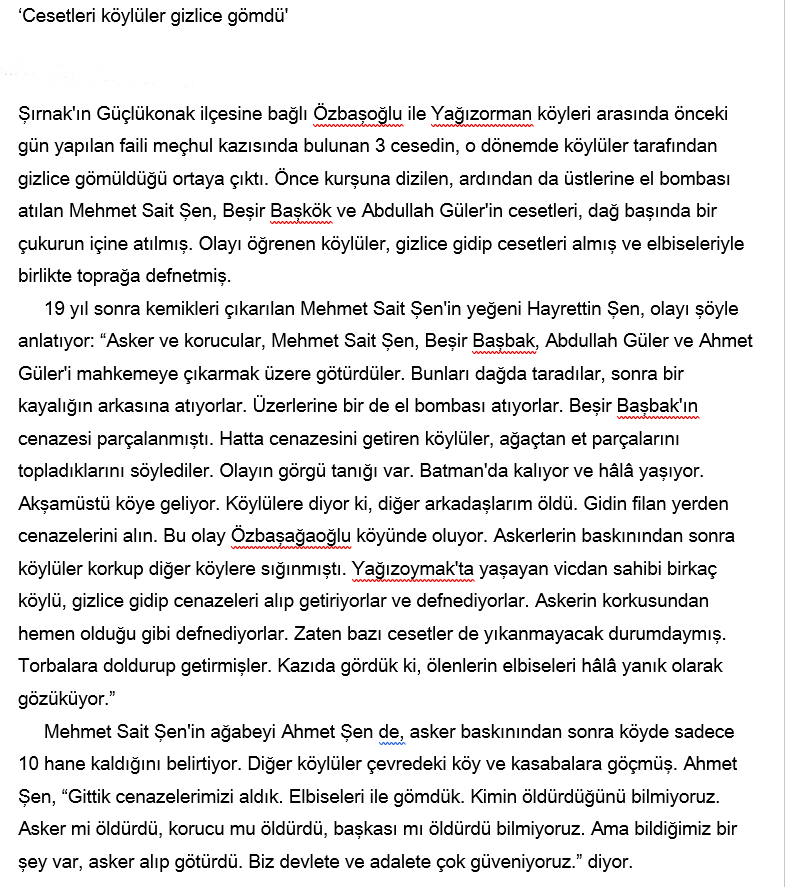 ‘Cesetleri köylüler gizlice gömdü'
Şırnak'ın Güçlükonak ilçesine bağlı Özbaşoğlu ile Yağızorman köyleri arasında önceki
gün yapılan faili meçhul kazısında bulunan 3 cesedin, o dönemde köylüler tarafından
gizlice gömüldüğü ortaya çıktı. Önce kurşuna dizilen, ardından da üstlerine el bombası
atılan Mehmet Sait Şen, Beşir Başkök ve Abdullah Güler'in cesetleri, dağ başında bir
çukurun içine atılmış. Olayı öğrenen köylüler, gizlice gidip cesetleri almış ve elbiseleriyle
birlikte toprağa defnetmiş.
19 yıl sonra kemikleri çıkarılan Mehmet Sait Şen'in yeğeni Hayrettin Şen, olayı şöyle
anlatıyor: “Asker ve korucular, Mehmet Sait Şen, Beşir Başbak, Abdullah Güler ve Ahmet
Güler'i mahkemeye çıkarmak üzere götürdüler. Bunları dağda taradılar, sonra bir
kayalığın arkasına atıyorlar. Üzerlerine bir de el bombası atıyorlar. Beşir Başbak'ın
cenazesi parçalanmıştı. Hatta cenazesini getiren köylüler, ağaçtan et parçalarını
topladıklarını söylediler. Olayın görgü tanığı var. Batman'da kalıyor ve hâlâ yaşıyor.
Akşamüstü köye geliyor. Köylülere diyor ki, diğer arkadaşlarım öldü. Gidin filan yerden
cenazelerini alın. Bu olay Özbaşağaoğlu köyünde oluyor. Askerlerin baskınından sonra
köylüler korkup diğer köylere sığınmıştı. Yağızoymak'ta yaşayan vicdan sahibi birkaç
köylü, gizlice gidip cenazeleri alıp getiriyorlar ve defnediyorlar. Askerin korkusundan
hemen olduğu gibi defnediyorlar. Zaten bazı cesetler de yıkanmayacak durumdaymış.
Torbalara doldurup getirmişler. Kazıda gördük ki, ölenlerin elbiseleri hâlâ yanık olarak
gözüküyor.”
Mehmet Sait Şen'in ağabeyi Ahmet Şen de, asker baskınından sonra köyde sadece
10 hane kaldığını belirtiyor. Diğer köylüler çevredeki köy ve kasabalara göçmüş. Ahmet
Şen, “Gittik cenazelerimizi aldık. Elbiseleri ile gömdük. Kimin öldürdüğünü bilmiyoruz.
Asker mi öldürdü, korucu mu öldürdü, başkası mı öldürdü bilmiyoruz. Ama bildiğimiz bir
şey var, asker alıp götürdü. Biz devlete ve adalete çok güveniyoruz.” diyor.